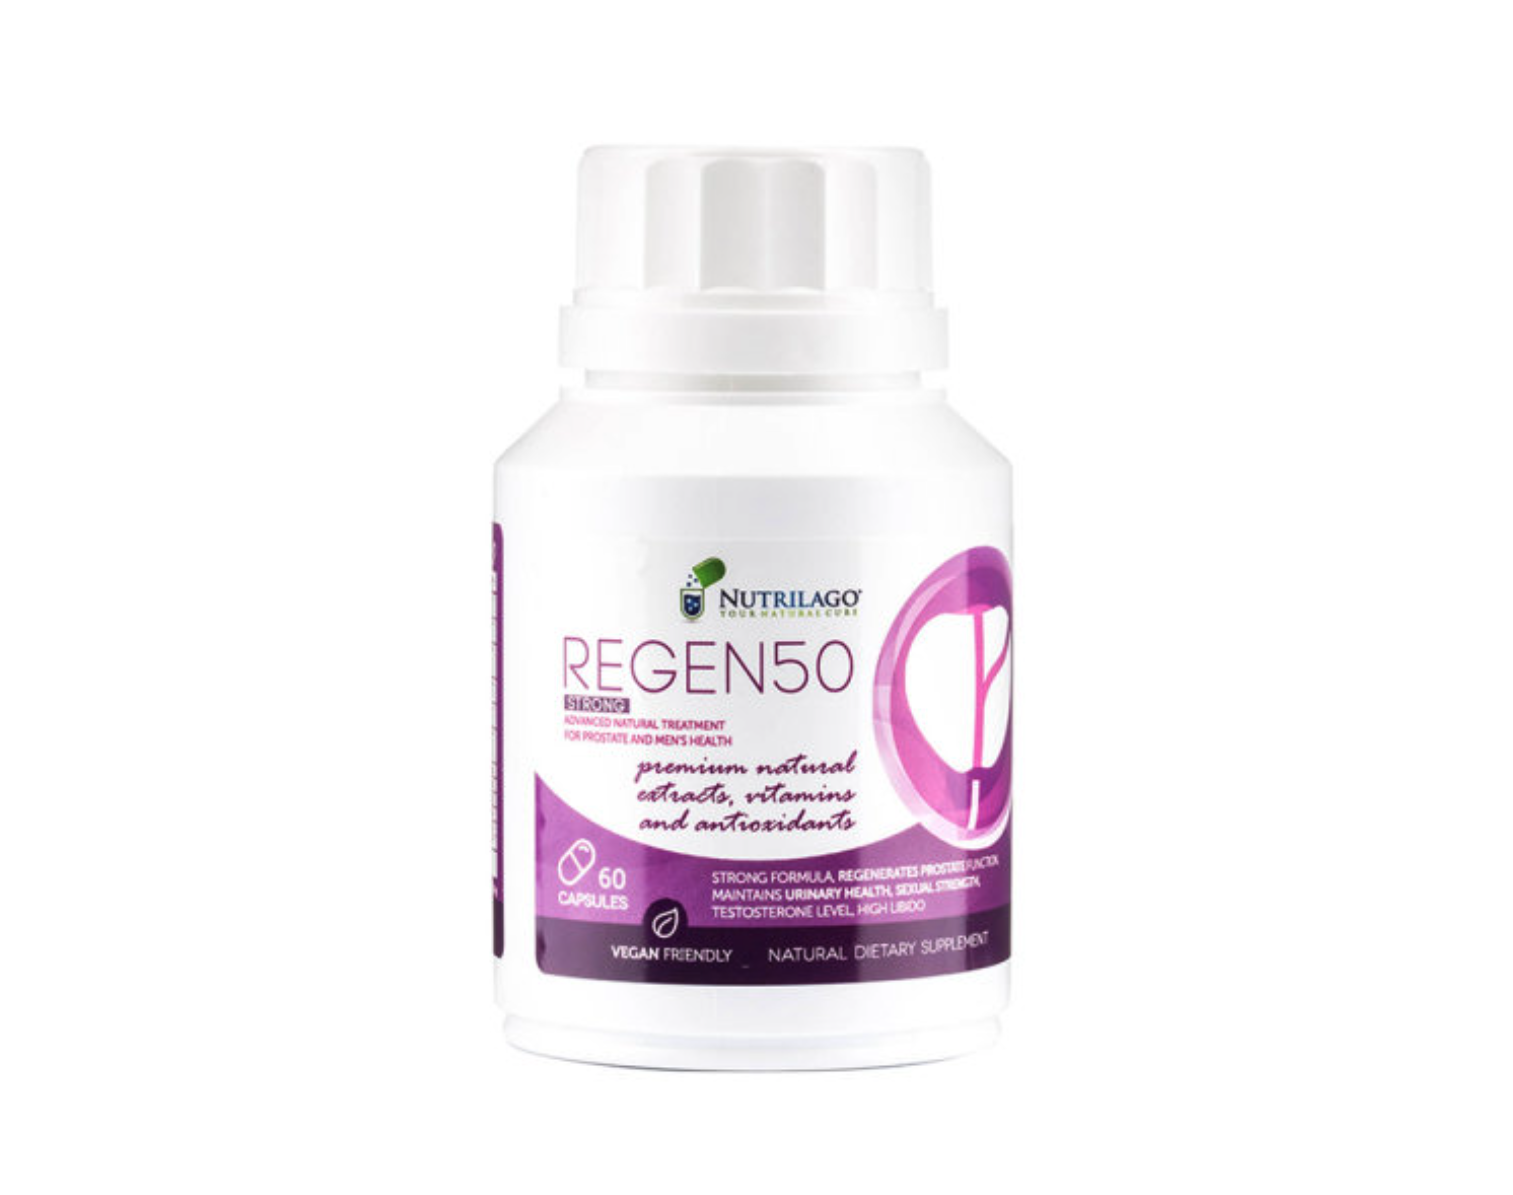 NUTRILAGO
YOUR NATURAL CURE
REGEN50
STRONG
ADVANCED NATURAL TREATMENT
FOR PROSTATE AND MEN'S HEALTH
premium natural
extracts, vitamins
and antioxidants
60
CAPSULES
STRONG FORMULA, REGENERATES PROSTATE FUNCTION,
MAINTAINS URINARY HEALTH, SEXUAL STRENGTH,
TESTOSTERONE LEVEL, HIGH LIBIDO
VEGAN FRIENDLY
NATURAL DIETARY SUPPLEMENT